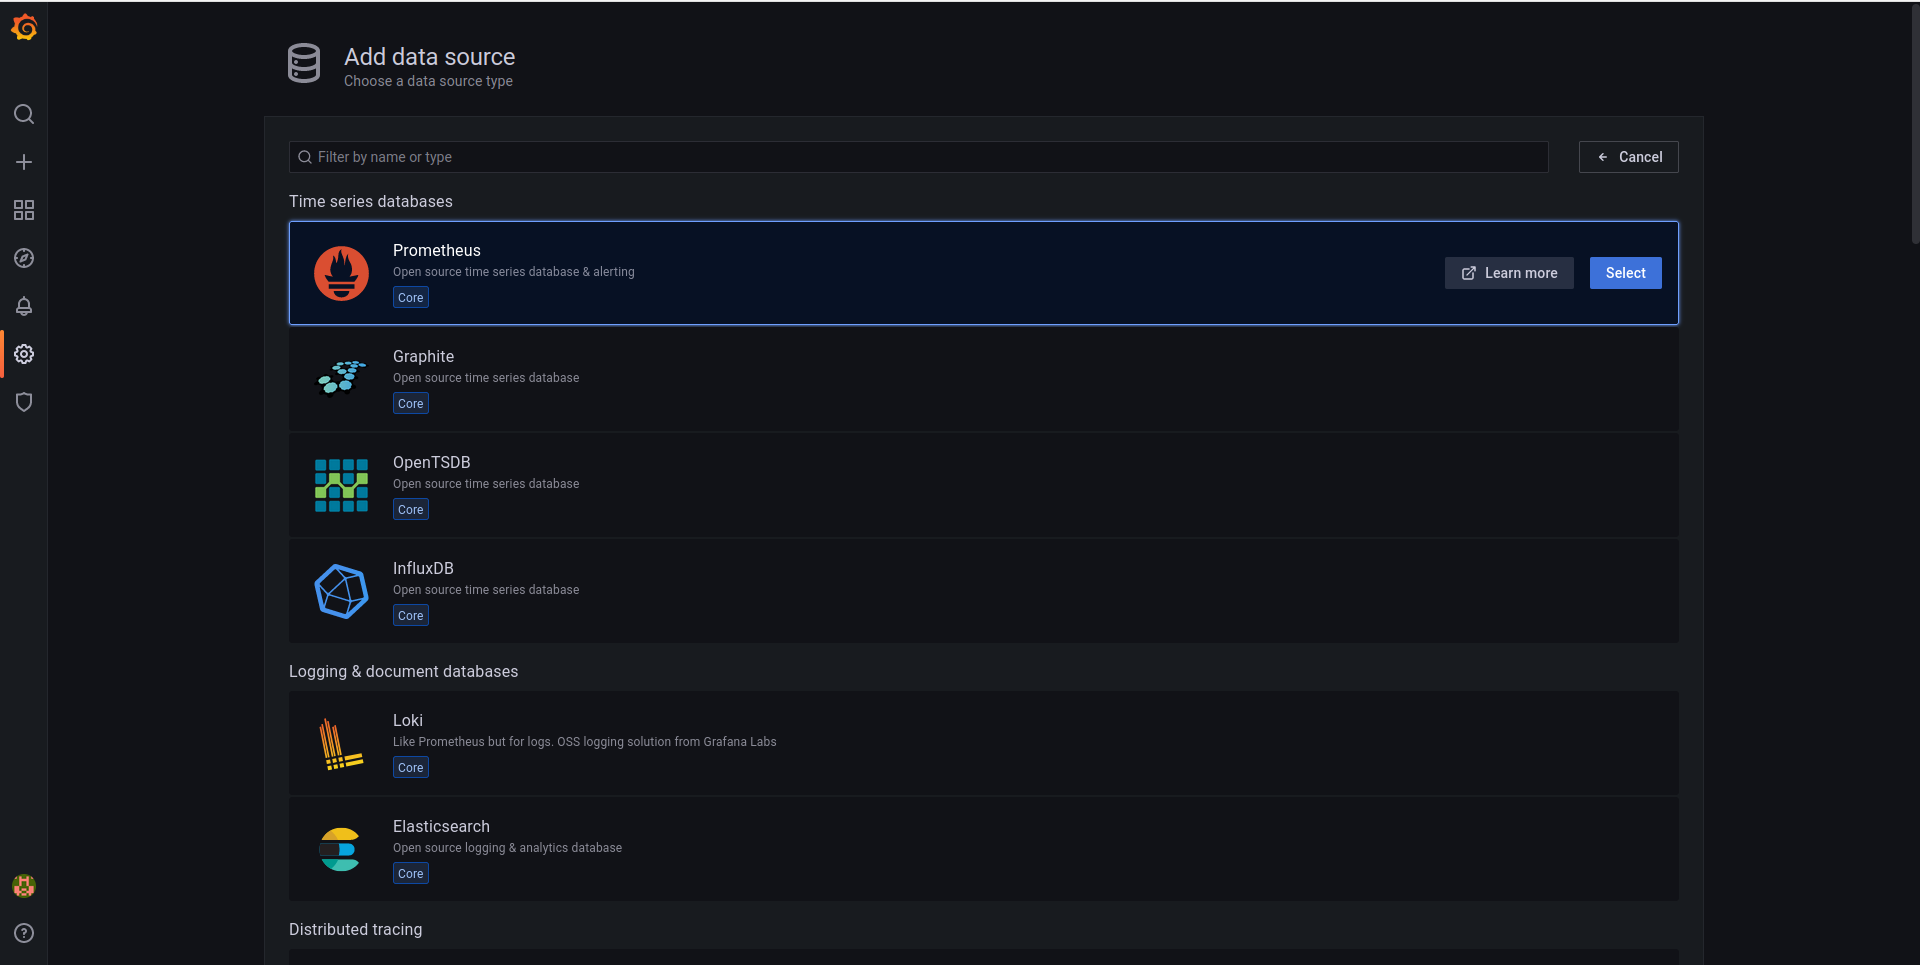 Add data source
Choose a data source type
Filter by name or type
Cancel
Time series databases
Prometheus
Open source time series database & alerting
Core
Learn more
Select
Graphite
Open source time series database
Core
OpenTSDB
Open source time series database
Core
InfluxDB
Open source time series database
Core
Logging & document databases
Loki
Like Prometheus but for logs. OSS logging solution from Grafana Labs
Core
Elasticsearch
Open source logging & analytics database
Core
Distributed tracing